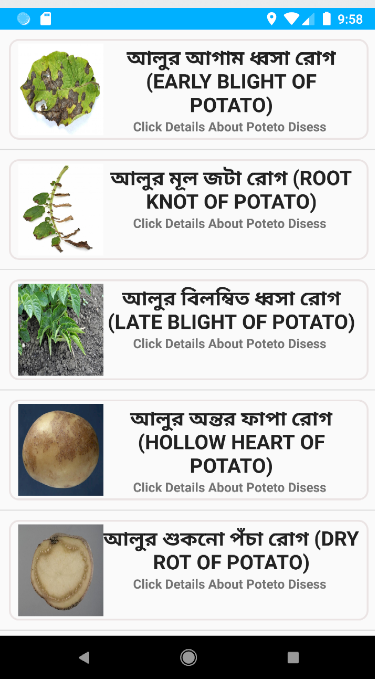 9:58
আলুর আগাম ধ্বসা রোগ
(EARLY BLIGHT OF
POTATO)
Click Details About Poteto Disess
আলুর মূল জটা রোগ (ROOT
KNOT OF POTATO)
Click Details About Poteto Disess
আলুর বিলম্বিত ধ্বসা রোগ
(LATE BLIGHT OF POTATO)
Click Details About Poteto Disess
আলুর অন্তর ফাপা রোগ
(HOLLOW HEART OF
POTATO)
Click Details About Poteto Disess
আলুর শুকনো পঁচা রোগ (DRY
ROT OF POTATO)
Click Details About Poteto Disess